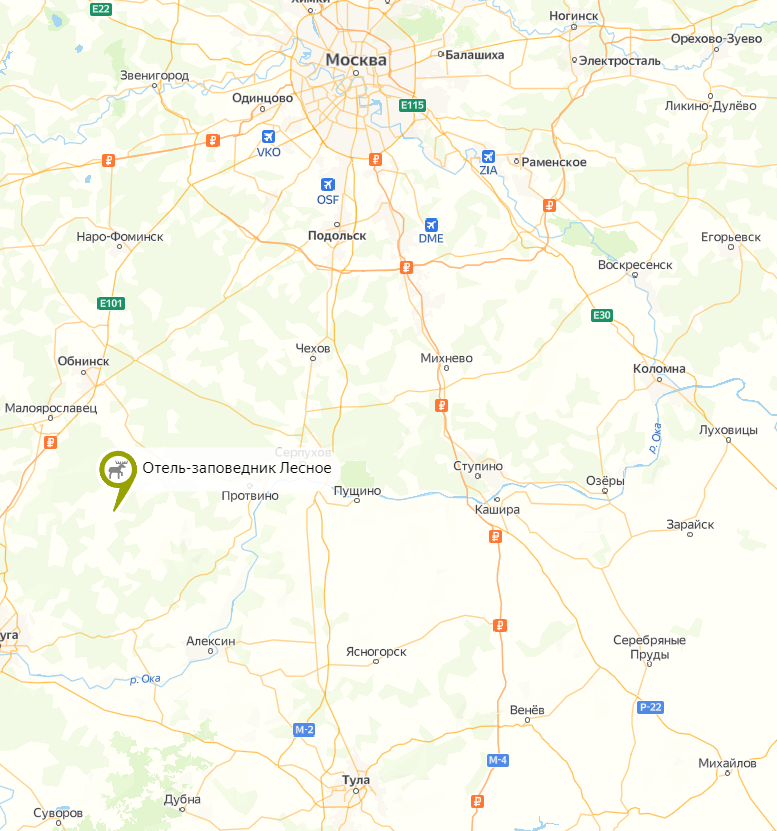 E22
Химки
Ногинск
Орехово-Зуево
Москва
Балашиха
Электросталь
Звенигород
Одинцово
E115
Ликино-Дулёво
VKO
ZIA
Раменское
OSF
Подольск
DME
Наро-Фоминск
Егорьевск
Воскресенск
E101
E30
Чехов
Михнево
Обнинск
Коломна
Малоярославец
Луховицы
р. Ока
Серпухов
Отель-заповедник Лесное
Ступино
Протвино
Пущино
Озёры
Кашира
Зарайск
уга
Алексин
Ясногорск
Серебряные
Пруды
р. Ока
М-2
Венёв
Р-22
М-4
Михайлов
Тула
Дубна
Суворов